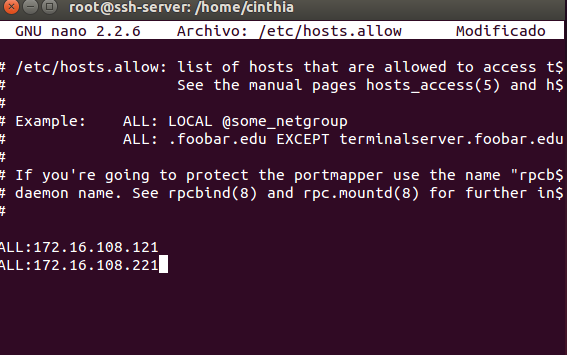 root@ssh-server: /home/cinthia
GNU nano 2.2.6 Archivo: /etc/hosts.allow Modificado
# /etc/hosts.allow: list of hosts that are allowed to access t$
# See the manual pages hosts_access(5) and h$
#
# Example: ALL: LOCAL @some_netgroup
# ALL: .foobar.edu EXCEPT terminalserver.foobar.edu
#
# If you're going to protect the portmapper use the name "rpcb$
# daemon name. See rpcbind(8) and rpc.mountd(8) for further in$
#
ALL:172.16.108.121
ALL:172.16.108.221